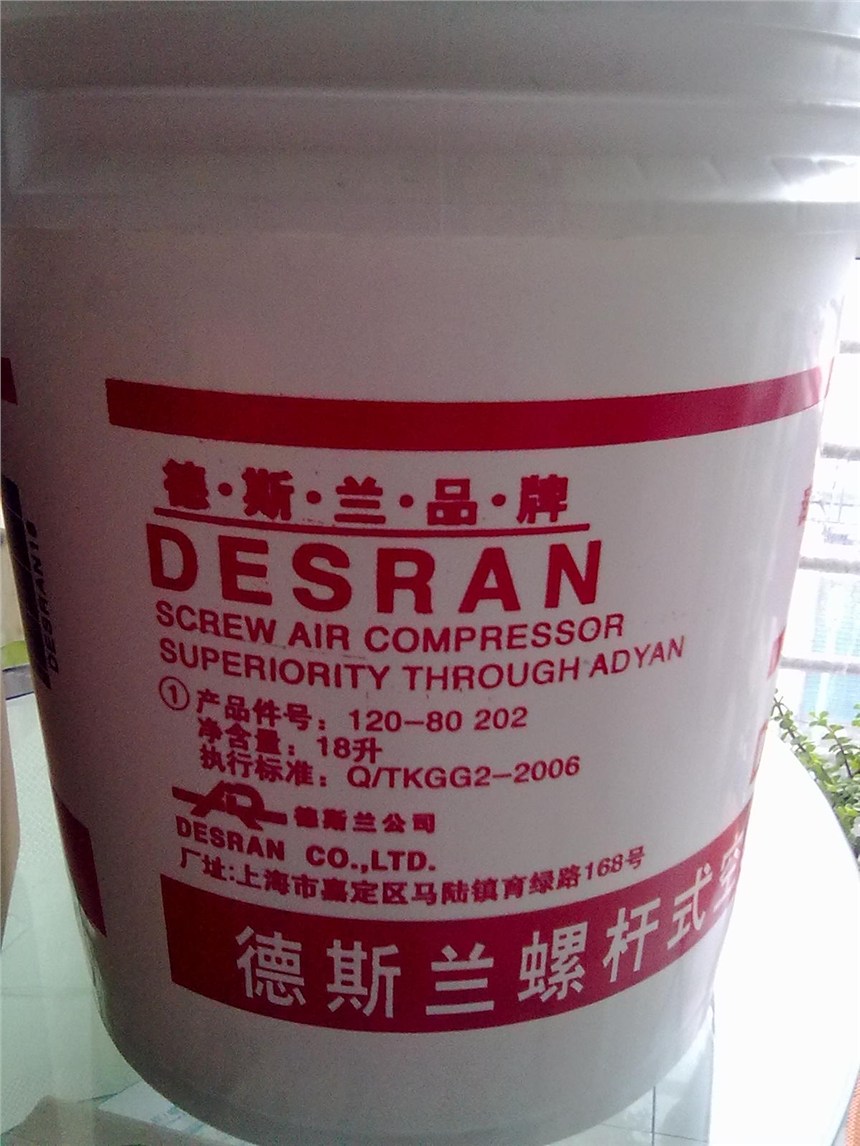 德·斯·兰·品·牌
DESRAN
SCREW AIR COMPRESSOR
SUPERIORITY THROUGH ADYAN
①产品件号：120-80 202
净含量：18升
执行标准：Q/TKGG2-2006
德斯兰公司
DESRAN CO.,LTD.
厂址:上海市嘉定区马陆镇育绿路168号
德斯兰螺杆式空
DESRAN18